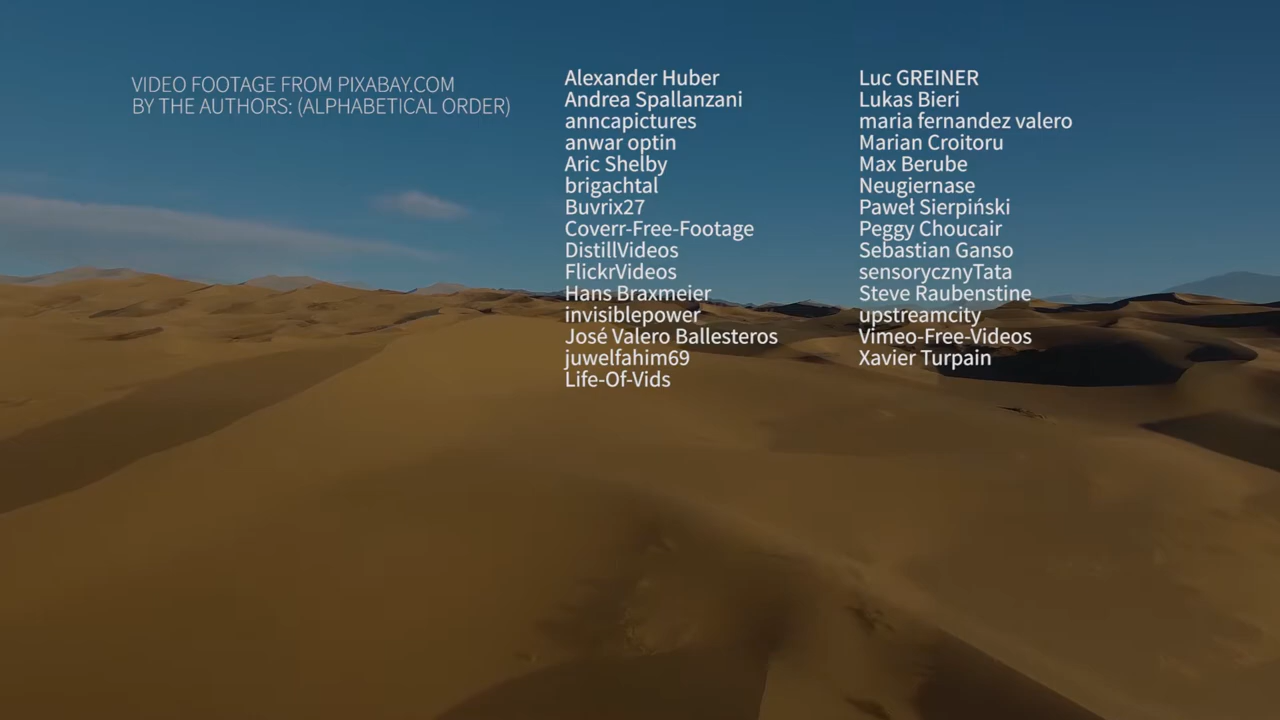 VIDEO FOOTAGE FROM PIXABAY.COM
BY THE AUTHORS: (ALPHABETICAL ORDER)
Alexander Huber
Andrea Spallanzani
anncapictures
anwar optin
Aric Shelby
brigachtal
Buvrix27
Coverr-Free-Footage
DistillVideos
FlickrVideos
Hans Braxmeier
invisiblepower
José Valero Ballesteros
juwelfahim69
Life-Of-Vids
Luc GREINER
Lukas Bieri
maria fernandez valero
Marian Croitoru
Max Berube
Neugiernase
Paweł Sierpiński
Peggy Choucair
Sebastian Ganso
sensorycznyTata
Steve Raubenstine
upstreamcity
Vimeo-Free-Videos
Xavier Turpain